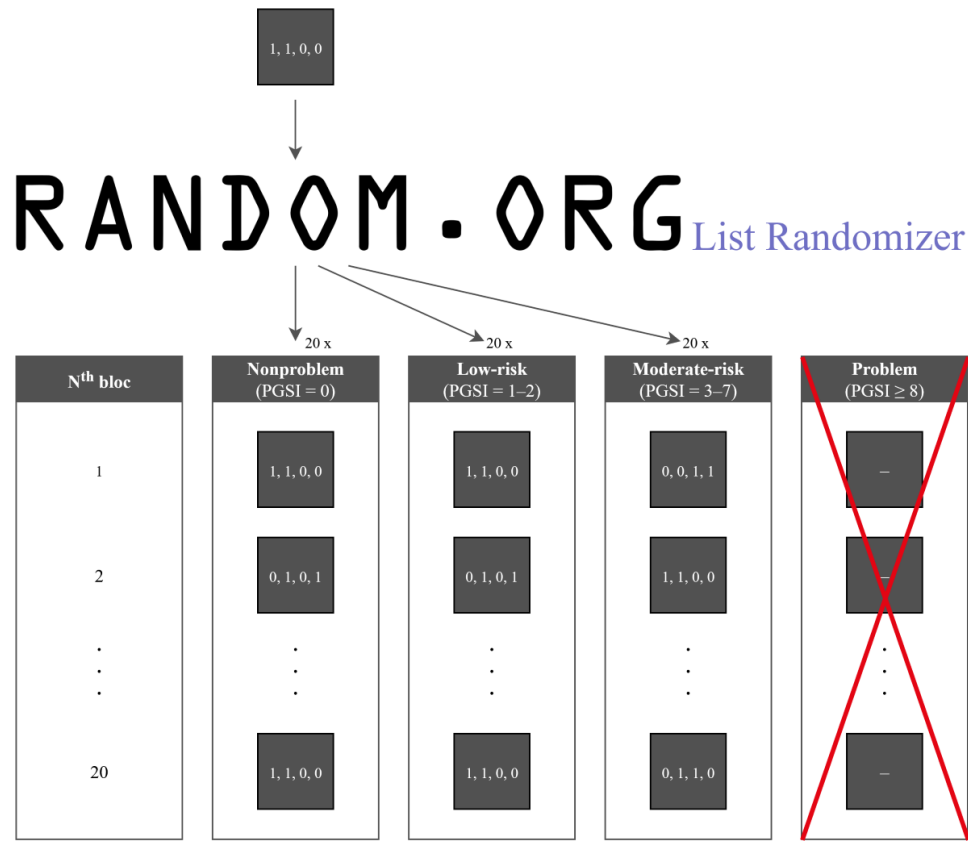 1, 1, 0, 0
RANDOM.ORG List Randomizer
20 x
20 x
20 x
Nth bloc
Nonproblem
(PGSI = 0)
Low-risk
(PGSI = 1–2)
Moderate-risk
(PGSI = 3–7)
Problem
(PGSI ≥ 8)
1
1, 1, 0, 0
1, 1, 0, 0
0, 0, 1, 1
–
2
0, 1, 0, 1
0, 1, 0, 1
1, 1, 0, 0
–
20
1, 1, 0, 0
1, 1, 0, 0
0, 1, 1, 0
–